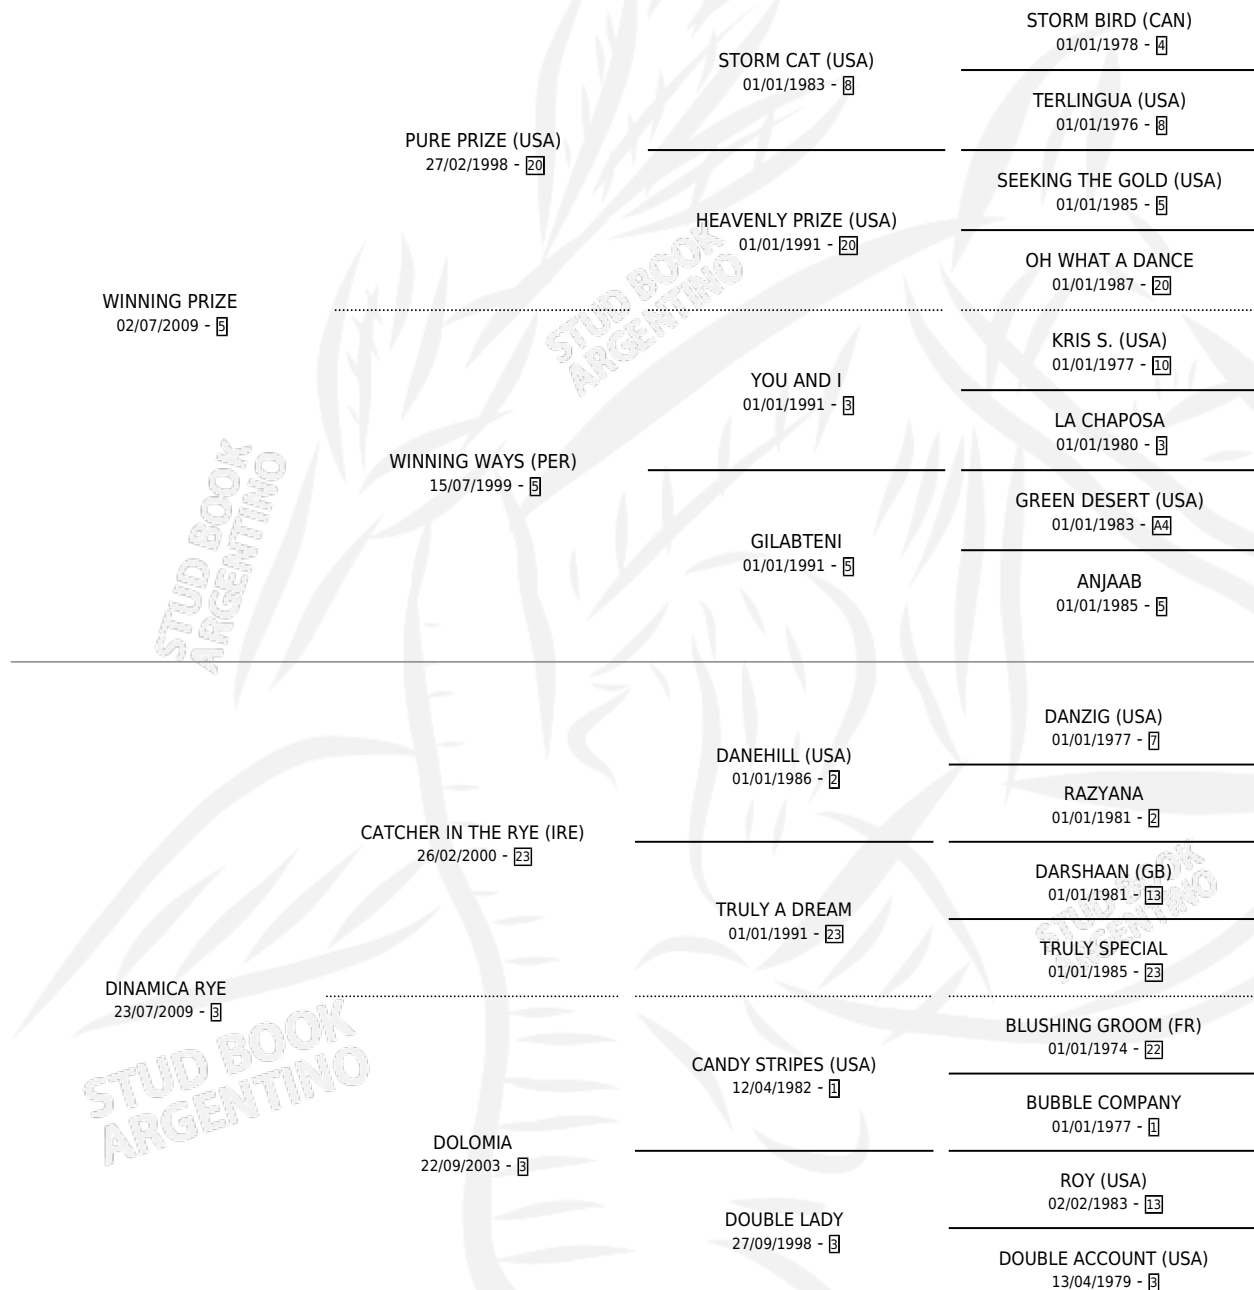 STORM BIRD (CAN)
01/01/1978 - 4
STORM CAT (USA)
01/01/1983 - 8
TERLINGUA (USA)
01/01/1976 - 8
PURE PRIZE (USA)
27/02/1998 - 20
SEEKING THE GOLD (USA)
01/01/1985 - 5
HEAVENLY PRIZE (USA)
01/01/1991 - 20
OH WHAT A DANCE
01/01/1987 - 20
STUD BOOK
ARGENTINO
WINNING PRIZE
02/07/2009 - 5
KRIS S. (USA)
01/01/1977 - 10
YOU AND I
01/01/1991 - 3
LA CHAPOSA
01/01/1980 - 3
WINNING WAYS (PER)
15/07/1999 - 5
GREEN DESERT (USA)
01/01/1983 - A4
GILABTENI
01/01/1991 - 5
ANJAAB
01/01/1985 - 5
STUD BOOK
ARGENTINO
DANZIG (USA)
01/01/1977 - 7
DANEHILL (USA)
01/01/1986 - 2
RAZYANA
01/01/1981 - 2
CATCHER IN THE RYE (IRE)
26/02/2000 - 23
DARSHAAN (GB)
01/01/1981 - 13
TRULY A DREAM
01/01/1991 - 23
TRULY SPECIAL
01/01/1985 - 23
STUD BOOK
ARGENTINO
DINAMICA RYE
23/07/2009 - 3
BLUSHING GROOM (FR)
01/01/1974 - 22
CANDY STRIPES (USA)
12/04/1982 - 1
BUBBLE COMPANY
01/01/1977 - 1
STUD BOOK
ARGENTINO
DOLOMIA
22/09/2003 - 3
ROY (USA)
02/02/1983 - 13
DOUBLE LADY
27/09/1998 - 3
DOUBLE ACCOUNT (USA)
13/04/1979 - 3